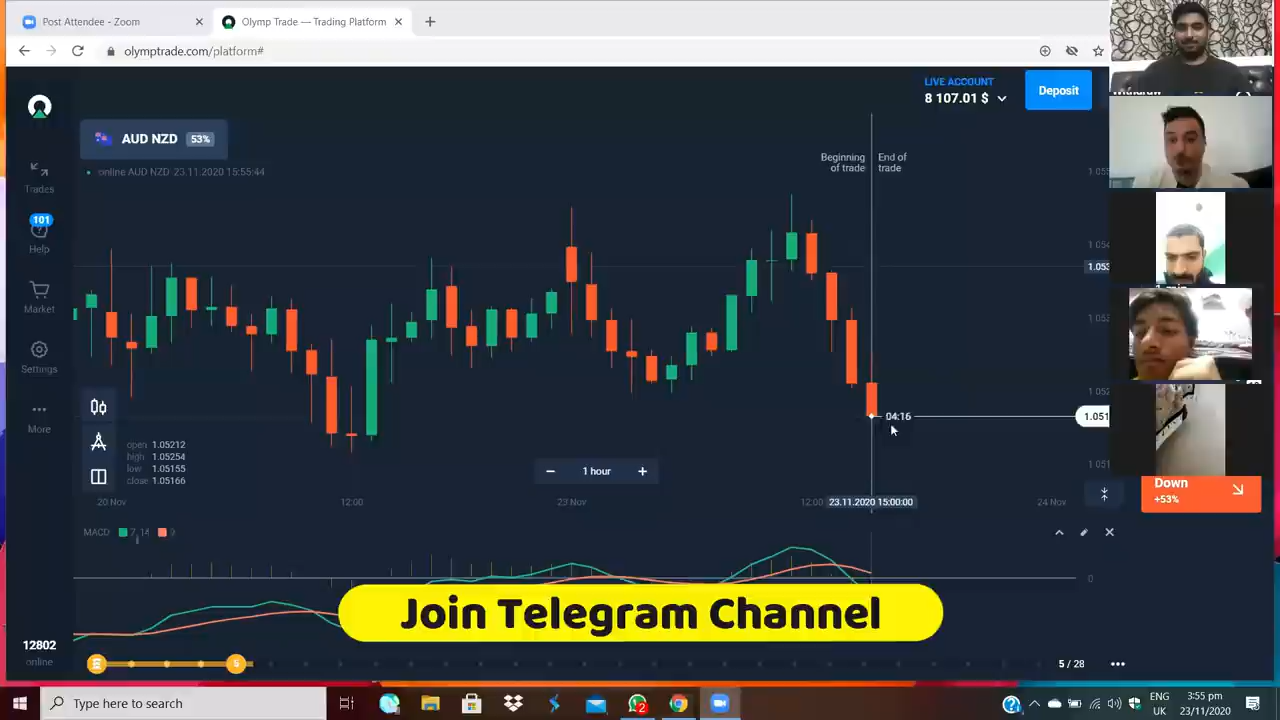 Post Attendee - Zoom
Olymp Trade — Trading Platform
olymptrade.com/platform#
LIVE ACCOUNT
8 107.01 $
Deposit
AUD NZD 53%
online AUD NZD 23.11.2020 15:55:44
Beginning of trade
End of trade
Trades
101
Help
Market
Settings
More
1.053
04:16
1.051
open 1.05212
high 1.05254
low 1.05155
close 1.05166
− 1 hour +
Down
+53%
20 Nov
12:00
23 Nov
12:00
23.11.2020 15:00:00
24 Nov
MACD
0
Join Telegram Channel
12802
online
5
5 / 28
Type here to search
2
ENG
UK
3:55 pm
23/11/2020